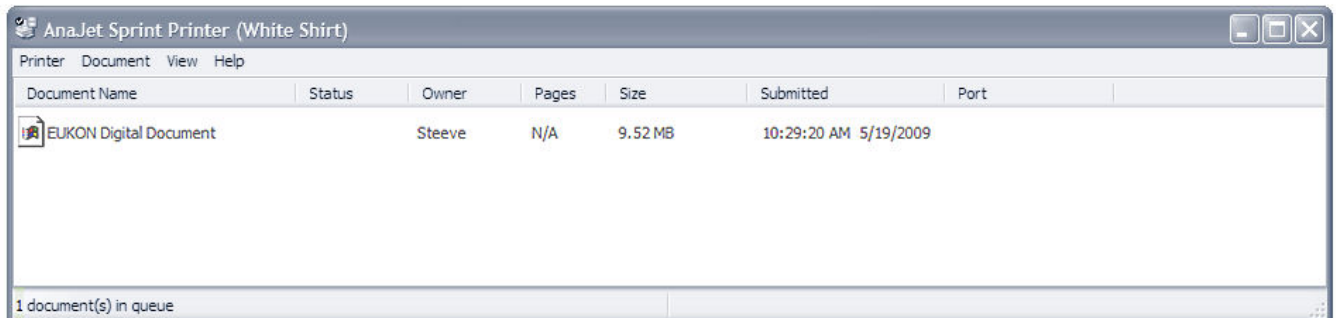 AnaJet Sprint Printer (White Shirt)
Printer Document View Help
Document Name Status Owner Pages Size Submitted Port
EUKON Digital Document Steeve N/A 9.52 MB 10:29:20 AM 5/19/2009
1 document(s) in queue